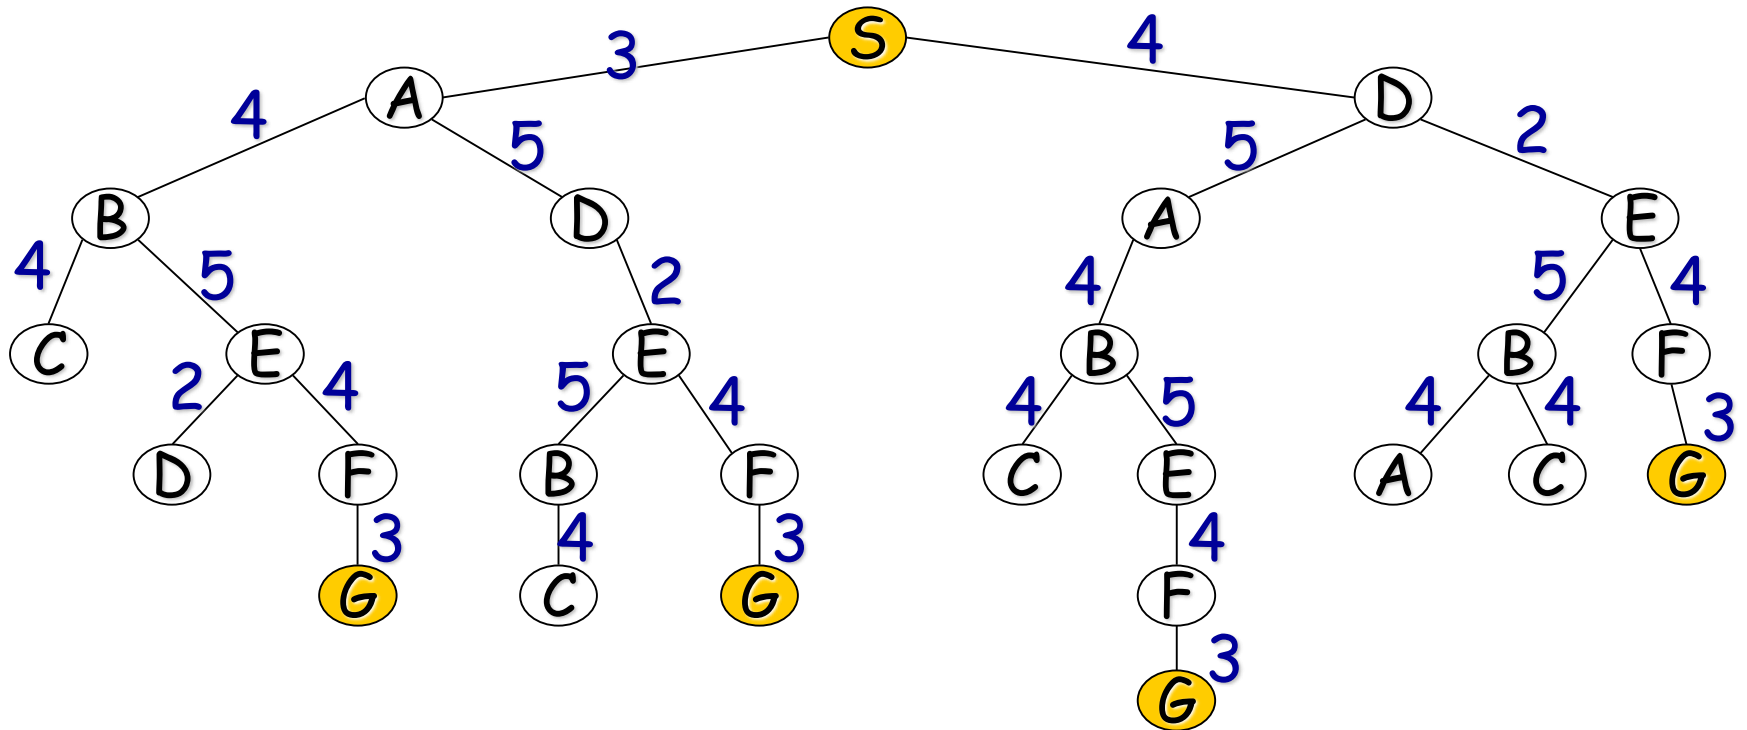 S
3 4
A D
4 5 5 2
B D A E
4 5 2 4 5 4
C E E B B F
2 4 5 4 4 5 4 4 3
D F B F C E A C G
3 4 3 4
G C G F
3
G